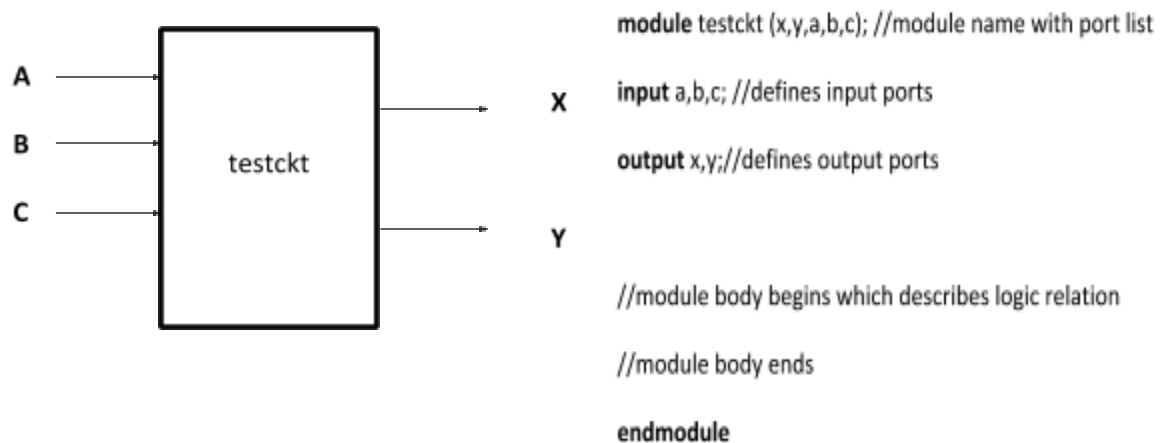 A
B
C
testckt
X
Y
module testckt (x,y,a,b,c); //module name with port list
input a,b,c; //defines input ports
output x,y;//defines output ports
//module body begins which describes logic relation
//module body ends
endmodule